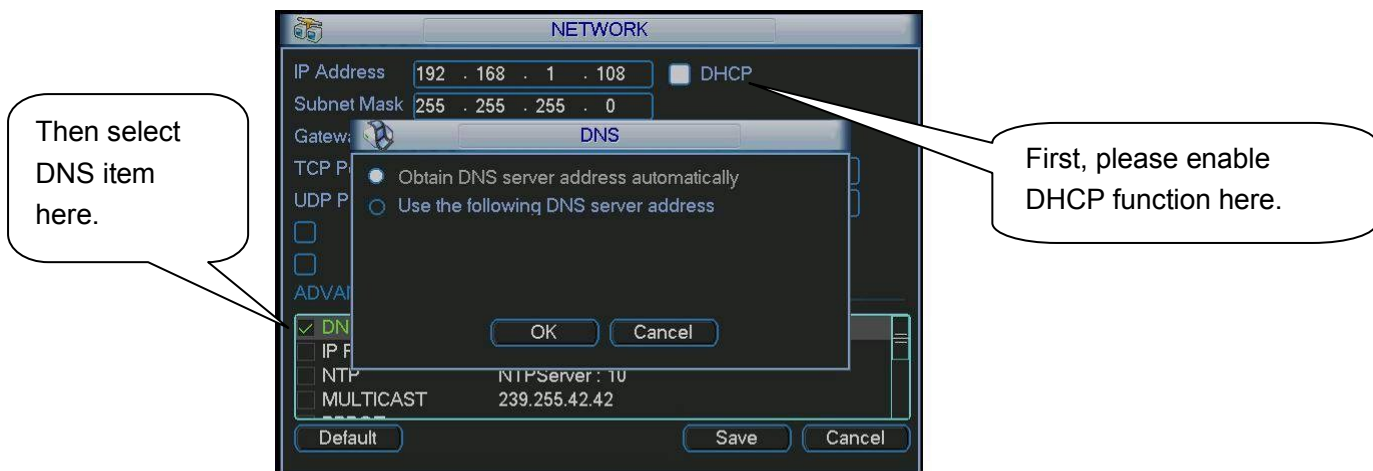 NETWORK
IP Address 192 . 168 . 1 . 108 DHCP
Subnet Mask 255 . 255 . 255 . 0
Then select
DNS item
here.
First, please enable
DHCP function here.
DNS
Obtain DNS server address automatically
Use the following DNS server address
OK Cancel
NTP NTPServer : 10
MULTICAST 239.255.42.42
Default Save Cancel